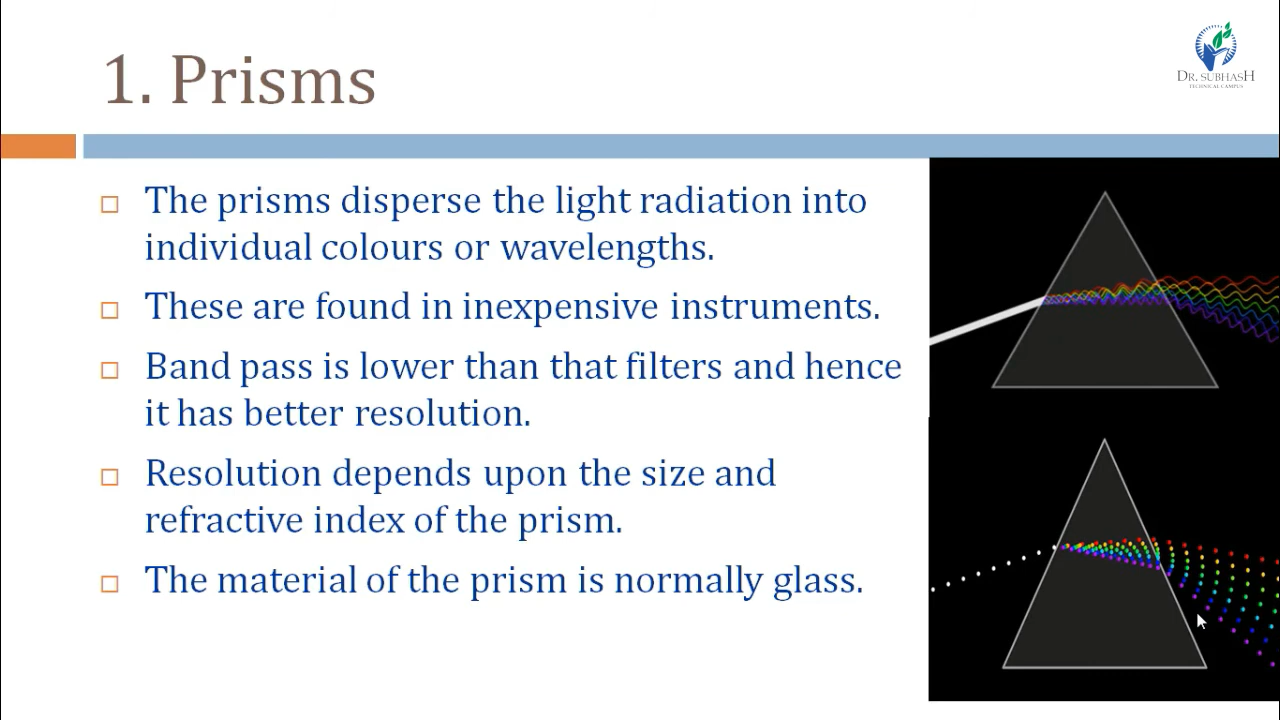 1. Prisms
DR. SUBHASH
TECHNICAL CAMPUS
The prisms disperse the light radiation into
individual colours or wavelengths.
These are found in inexpensive instruments.
Band pass is lower than that filters and hence
it has better resolution.
Resolution depends upon the size and
refractive index of the prism.
The material of the prism is normally glass.